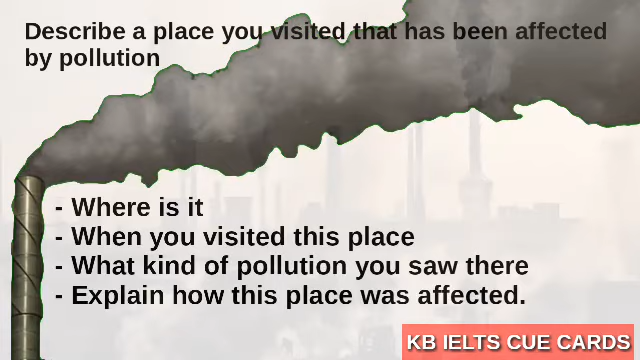 Describe a place you visited that has been affected
by pollution
- Where is it
- When you visited this place
- What kind of pollution you saw there
- Explain how this place was affected.
KB IELTS CUE CARDS